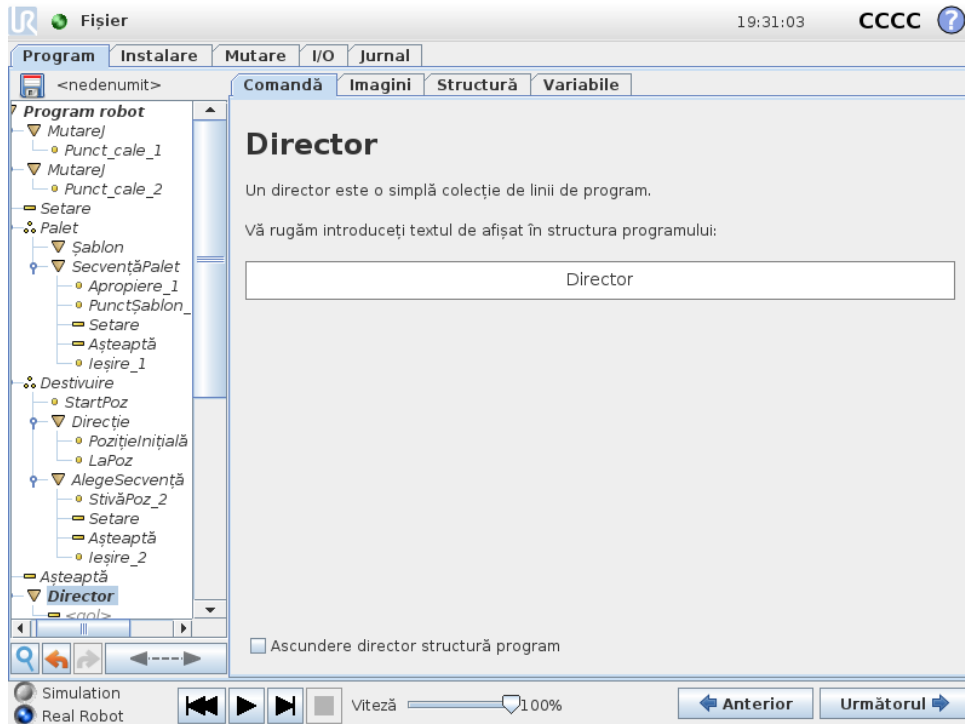 Fișier
19:31:03
CCCC
?
Program
Instalare
Mutare
I/O
Jurnal
<nedenumit>
Comandă
Imagini
Structură
Variabile
Program robot
MutareJ
Punct_cale_1
MutareJ
Punct_cale_2
Setare
Palet
Șablon
SecvențăPalet
Apropiere_1
PunctȘablon_
Setare
Așteaptă
Ieșire_1
Destivuire
StartPoz
Direcție
PozițieInițială
LaPoz
AlegeSecvență
StivăPoz_2
Setare
Așteaptă
Ieșire_2
Așteaptă
Director
<gol>
Director
Un director este o simplă colecție de linii de program.
Vă rugăm introduceți textul de afișat în structura programului:
Director
Ascundere director structură program
Simulation
Real Robot
Viteză
100%
Anterior
Următorul